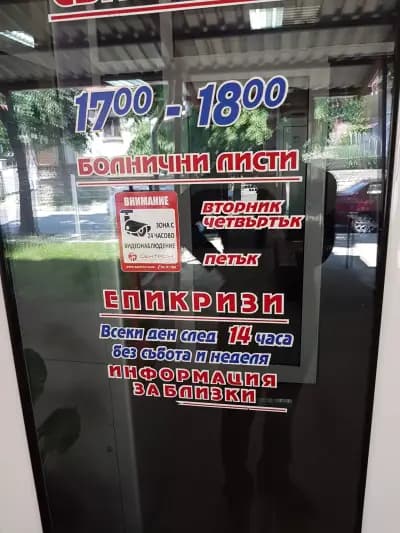 17⁰⁰ - 18⁰⁰
БОЛНИЧНИ ЛИСТИ
ВНИМАНИЕ
ЗОНА С
24 ЧАСОВО
ВИДЕОНАБЛЮДЕНИЕ
ВТОРНИК
ЧЕТВЪРТЪК
ПЕТЪК
ЕПИКРИЗИ
Всеки ден след 14 часа
без събота и неделя
ИНФОРМАЦИЯ
ЗА БЛИЗКИ